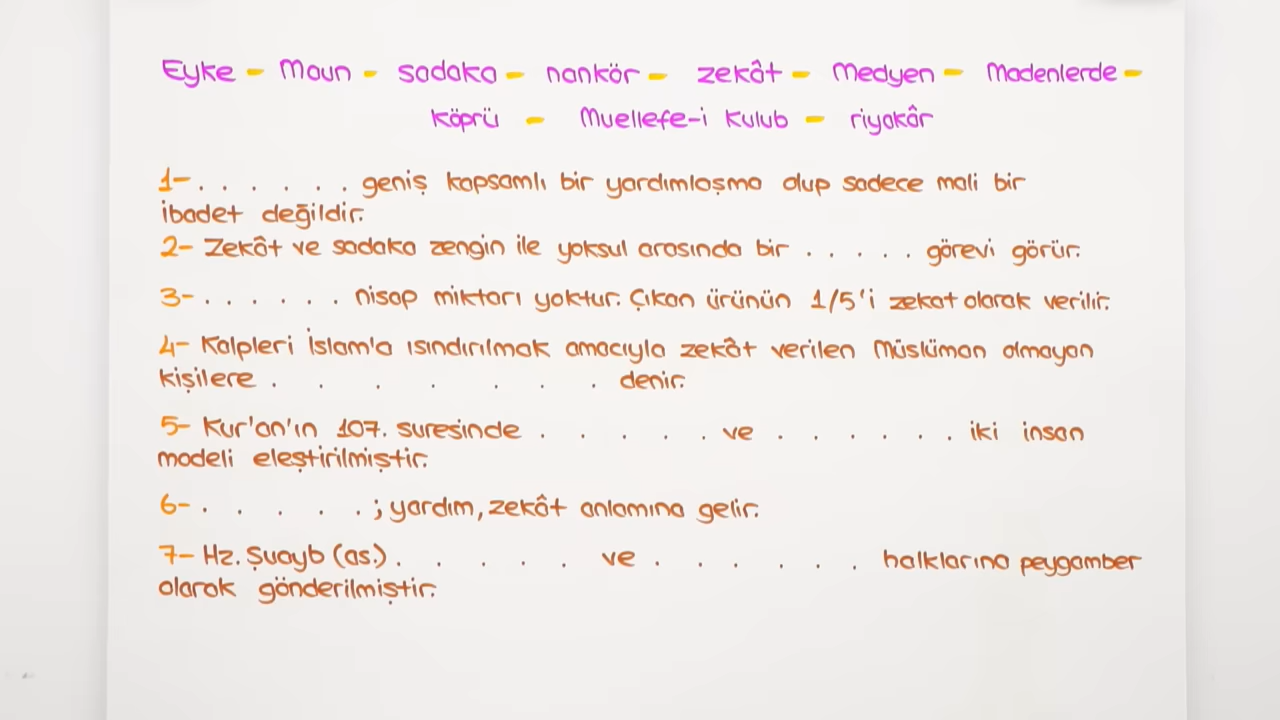 Eyke - Maun - sadaka - nankör - zekât - Medyen - Madenlerde -
köprü - Muellefe-i Kulub - riyakâr
1- . . . . . . geniş kapsamlı bir yardımlaşma olup sadece mali bir
ibadet değildir.
2- Zekât ve sadaka zengin ile yoksul arasında bir . . . . . görevi görür.
3- . . . . . . nisap miktarı yoktur. Çıkan ürünün 1/5'i zekat olarak verilir.
4- Kalpleri İslam'a ısındırılmak amacıyla zekât verilen Müslüman olmayan
kişilere . . . . . . . denir.
5- Kur'an'ın 107. suresinde . . . . . ve . . . . . . iki insan
modeli eleştirilmiştir.
6- . . . . . ; yardım, zekât anlamına gelir.
7- Hz. Şuayb (as.) . . . . . ve . . . . . . halklarına peygamber
olarak gönderilmiştir.